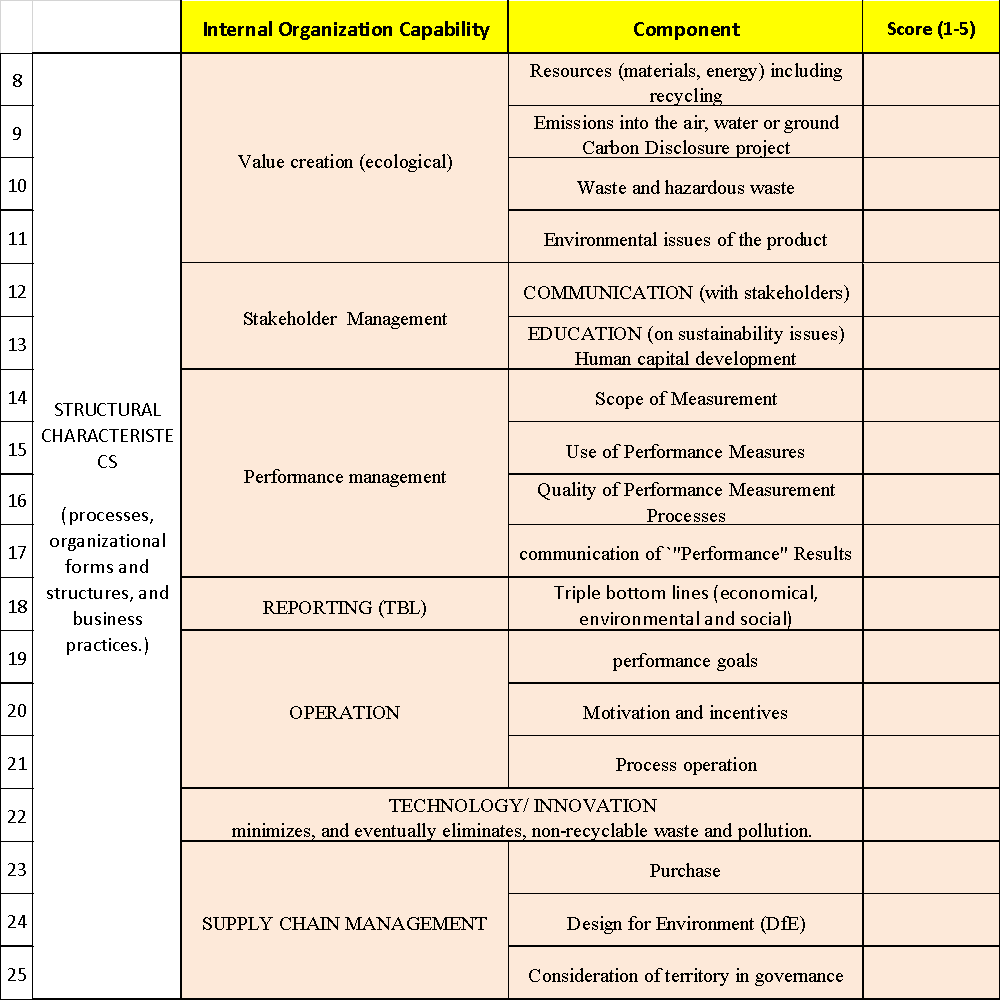 Internal Organization Capability
Component
Score (1-5)
8
Resources (materials, energy) including
recycling
9
Emissions into the air, water or ground
Carbon Disclosure project
Value creation (ecological)
10
Waste and hazardous waste
11
Environmental issues of the product
12
COMMUNICATION (with stakeholders)
Stakeholder  Management
13
EDUCATION (on sustainability issues)
Human capital development
14
Scope of Measurement
STRUCTURAL
CHARACTERISTE
CS
(processes,
organizational
forms and
structures, and
business
practices.)
15
Use of Performance Measures
Performance management
16
Quality of Performance Measurement
Processes
17
communication of `"Performance" Results
18
REPORTING (TBL)
Triple bottom lines (economical,
environmental and social)
19
performance goals
20
OPERATION
Motivation and incentives
21
Process operation
22
TECHNOLOGY/ INNOVATION
minimizes, and eventually eliminates, non-recyclable waste and pollution.
23
Purchase
24
SUPPLY CHAIN MANAGEMENT
Design for Environment (DfE)
25
Consideration of territory in governance